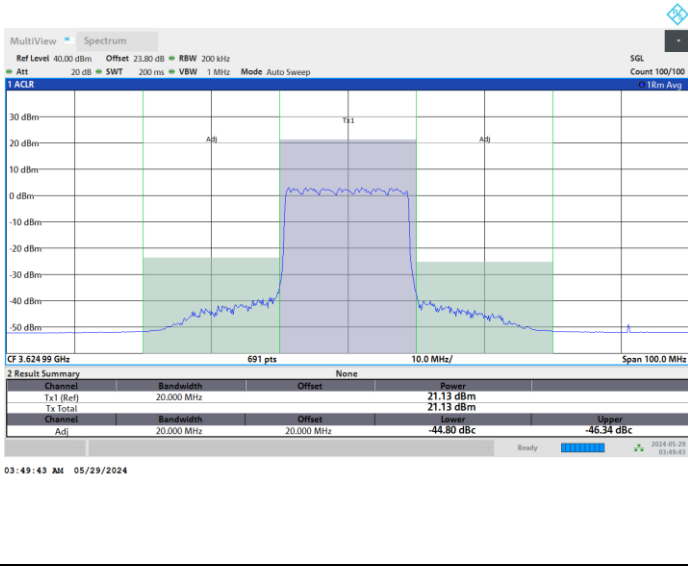 MultiView Spectrum
Ref Level 40.00 dBm Offset 23.80 dB RBW 200 kHz SGL
Att 20 dB SWT 200 ms VBW 1 MHz Mode Auto Sweep Count 100/100
1 ACLR 1Rm Avg
30 dBm
Tx1
20 dBm
Adj Adj
10 dBm
0 dBm
-10 dBm
-20 dBm
-30 dBm
-40 dBm
-50 dBm
CF 3.624 99 GHz 691 pts 10.0 MHz/ Span 100.0 MHz
2 Result Summary None
Channel Bandwidth Offset Power
Tx1 (Ref) 20.000 MHz 21.13 dBm
Tx Total 21.13 dBm
Channel Bandwidth Offset Lower Upper
Adj 20.000 MHz 20.000 MHz -44.80 dBc -46.34 dBc
Ready 2024-05-29
03:49:43
03:49:43 AM 05/29/2024